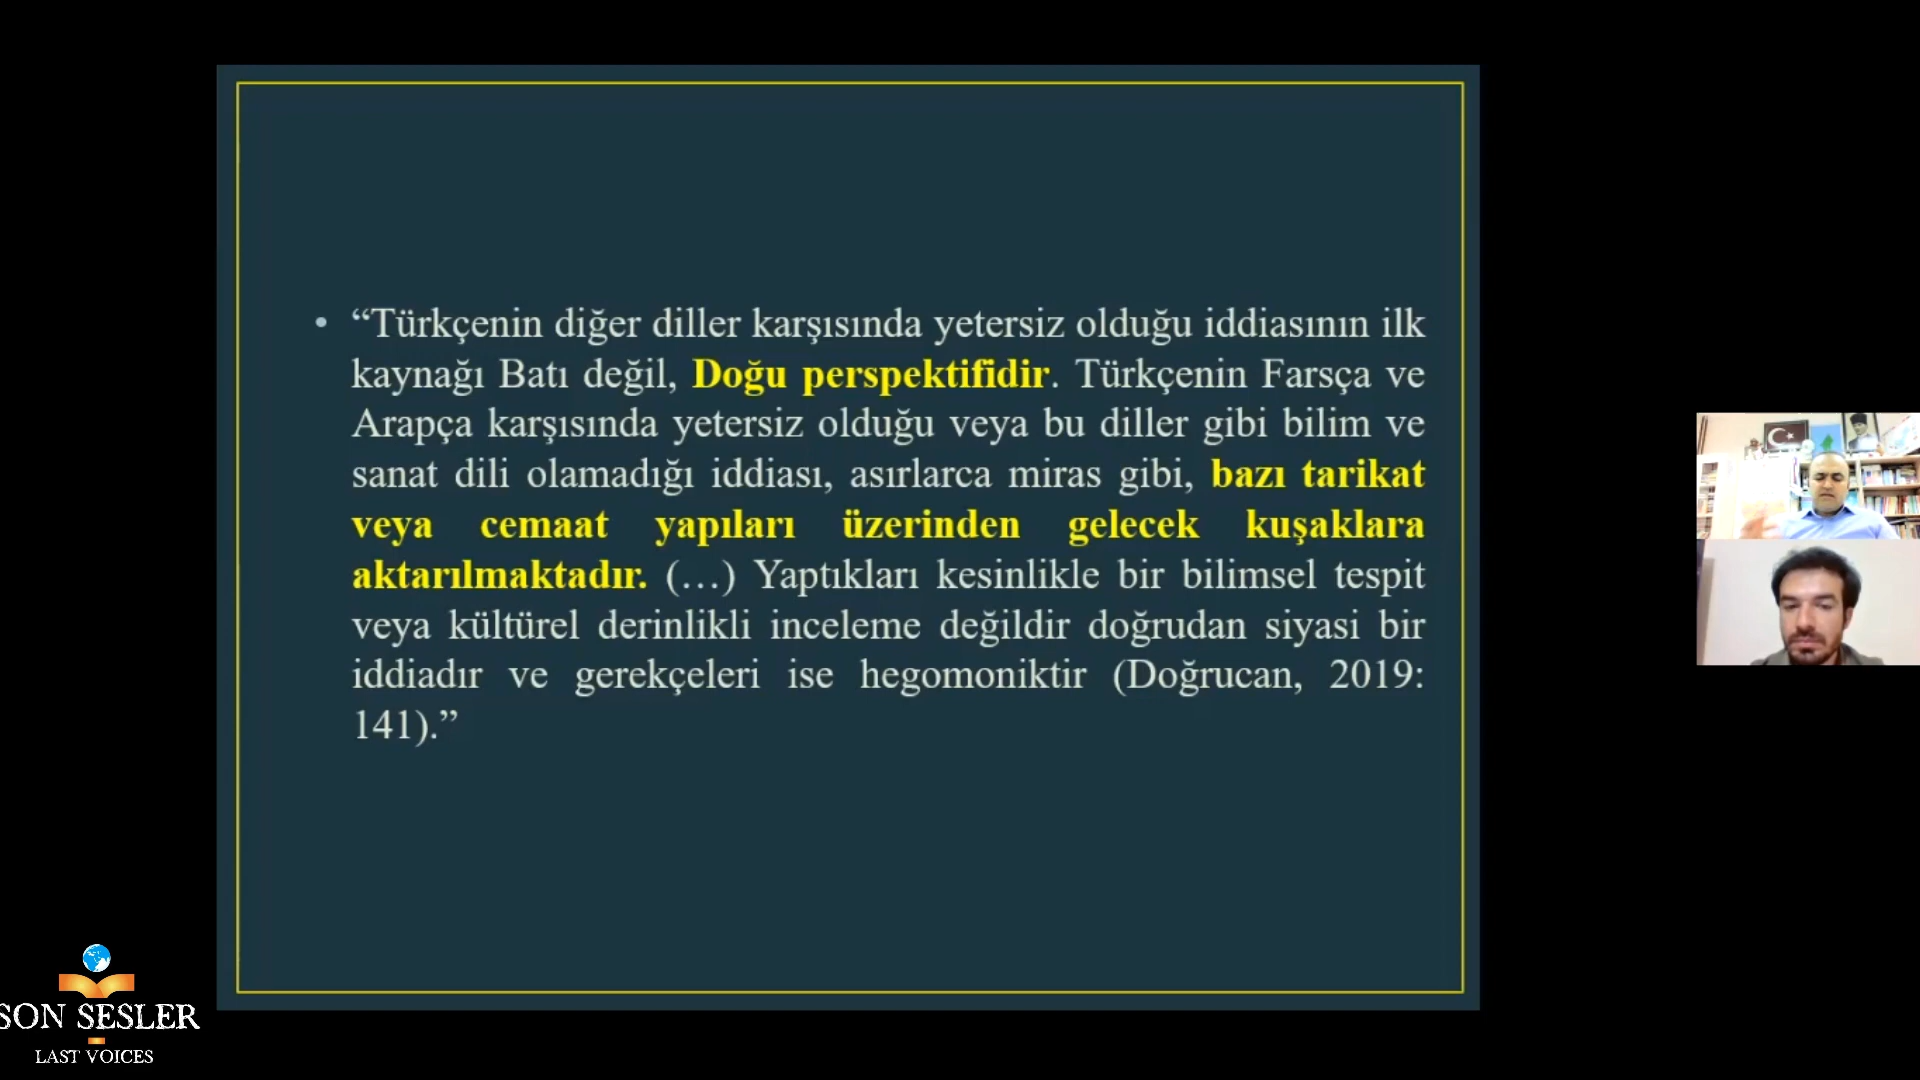 • “Türkçenin diğer diller karşısında yetersiz olduğu iddiasının ilk
kaynağı Batı değil, Doğu perspektifidir. Türkçenin Farsça ve
Arapça karşısında yetersiz olduğu veya bu diller gibi bilim ve
sanat dili olamadığı iddiası, asırlarca miras gibi, bazı tarikat
veya cemaat yapıları üzerinden gelecek kuşaklara
aktarılmaktadır. (…) Yaptıkları kesinlikle bir bilimsel tespit
veya kültürel derinlikli inceleme değildir doğrudan siyasi bir
iddiadır ve gerekçeleri ise hegomoniktir (Doğrucan, 2019:
141).”
SON SESLER
LAST VOICES